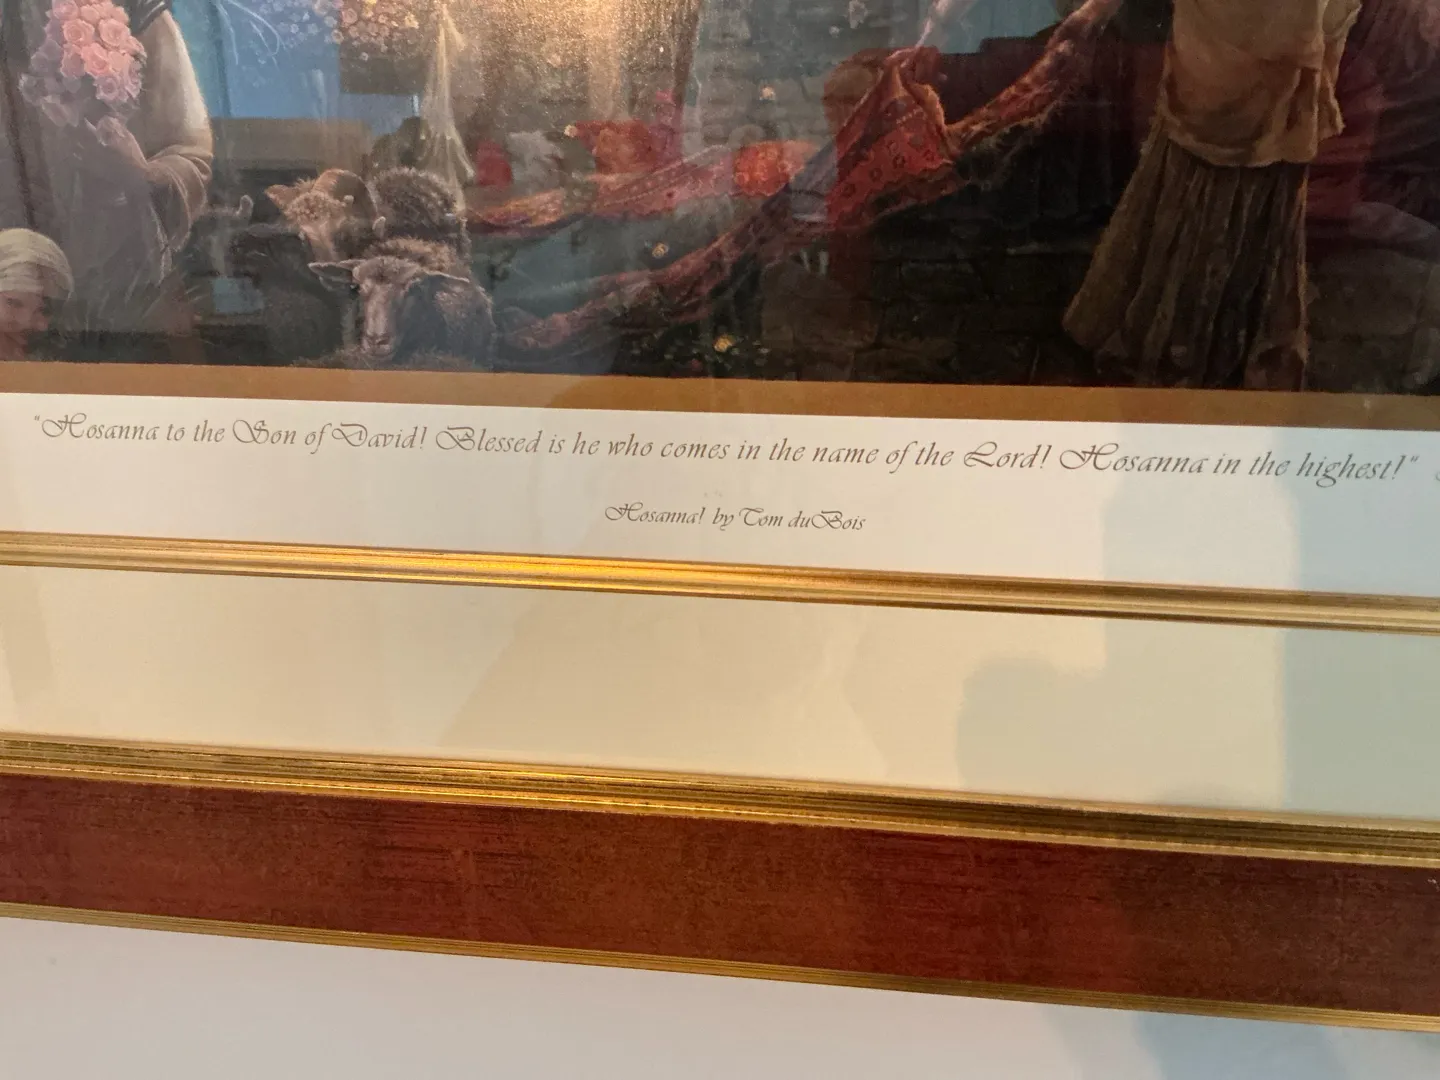 "Hosanna to the Son of David! Blessed is he who comes in the name of the Lord! Hosanna in the highest!"
Hosanna! by Tom duBois